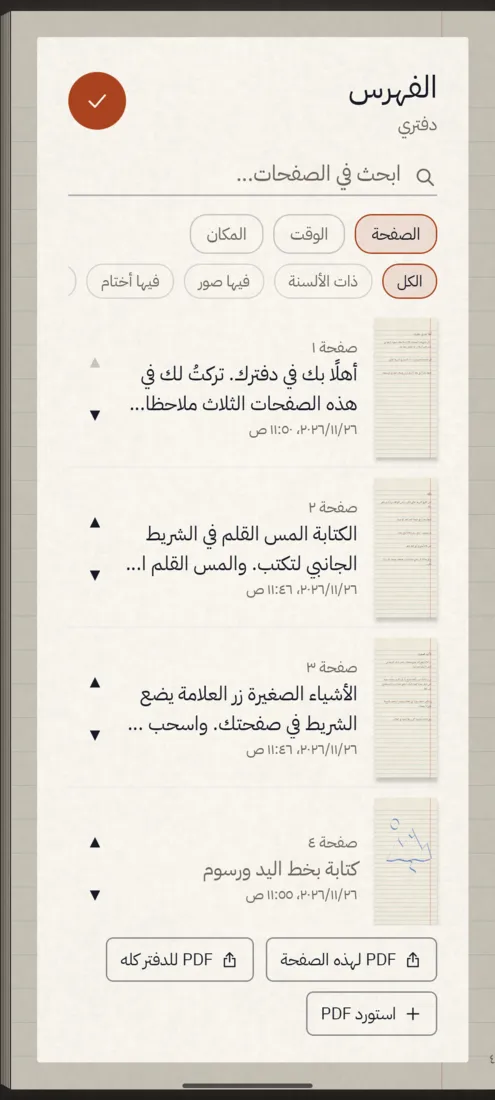 الفهرس
دفتري
ابحث في الصفحات...
الصفحة
الوقت
المكان
الكل
ذات الألسنة
فيها صور
فيها أختام
صفحة ١
أهلًا بك في دفترك. تركتُ لك في
هذه الصفحات الثلاث ملاحظا...
٢٠٢٦/١١/٢٦، ١١:٥٠ ص
صفحة ٢
الكتابة المس القلم في الشريط
الجانبي لتكتب. والمس القلم ا...
٢٠٢٦/١١/٢٦، ١١:٤٦ ص
صفحة ٣
الأشياء الصغيرة زر العلامة يضع
الشريط في صفحتك. واسحب ...
٢٠٢٦/١١/٢٦، ١١:٤٦ ص
صفحة ٤
كتابة بخط اليد ورسوم
٢٠٢٦/١١/٢٦، ١١:٥٥ ص
PDF لهذه الصفحة
PDF للدفتر كله
استورد PDF
٤